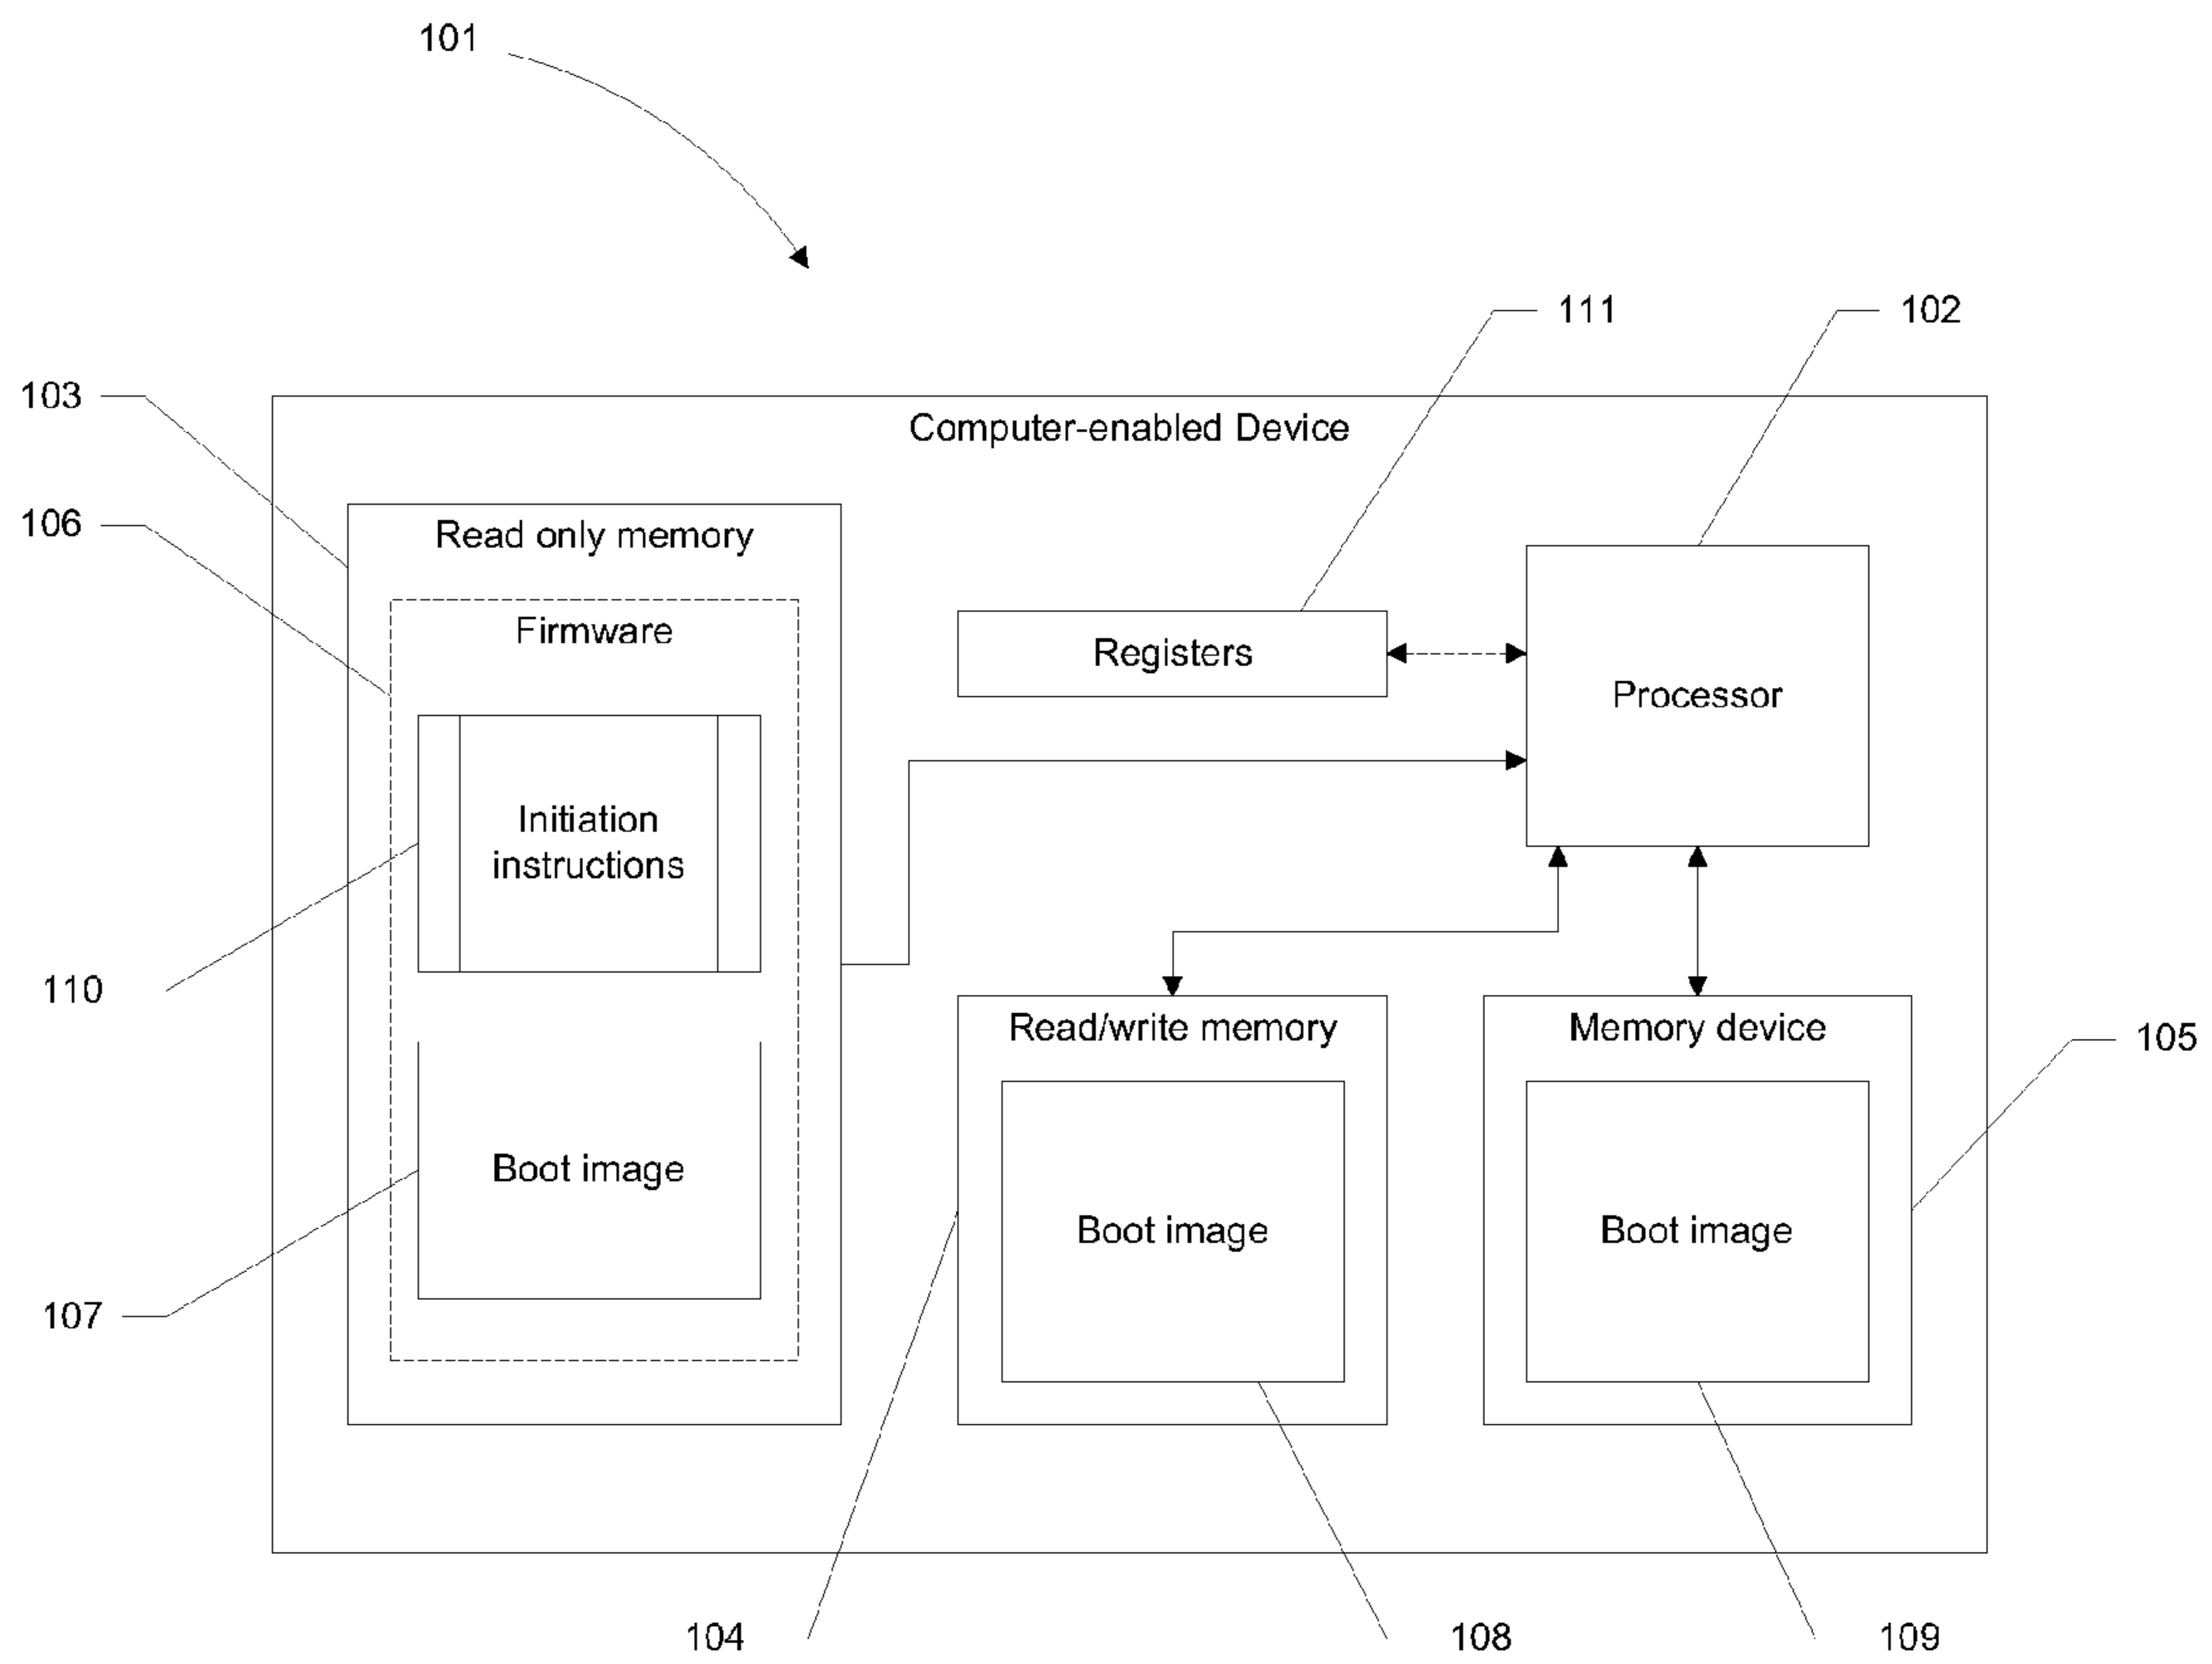 101
111
102
103
Computer-enabled Device
106
Read only memory
Firmware
Registers
Processor
Initiation
instructions
110
Read/write memory
Memory device
105
Boot image
Boot image
Boot image
107
104
108
109